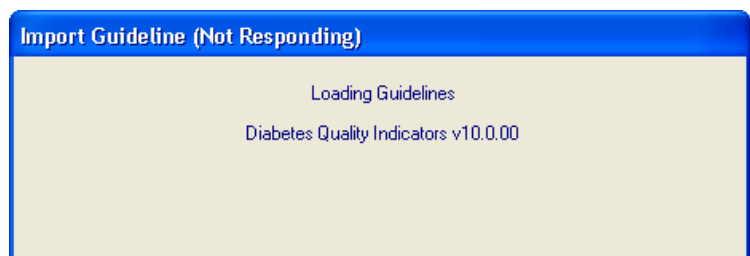 Import Guideline (Not Responding)
Loading Guidelines
Diabetes Quality Indicators v10.0.00